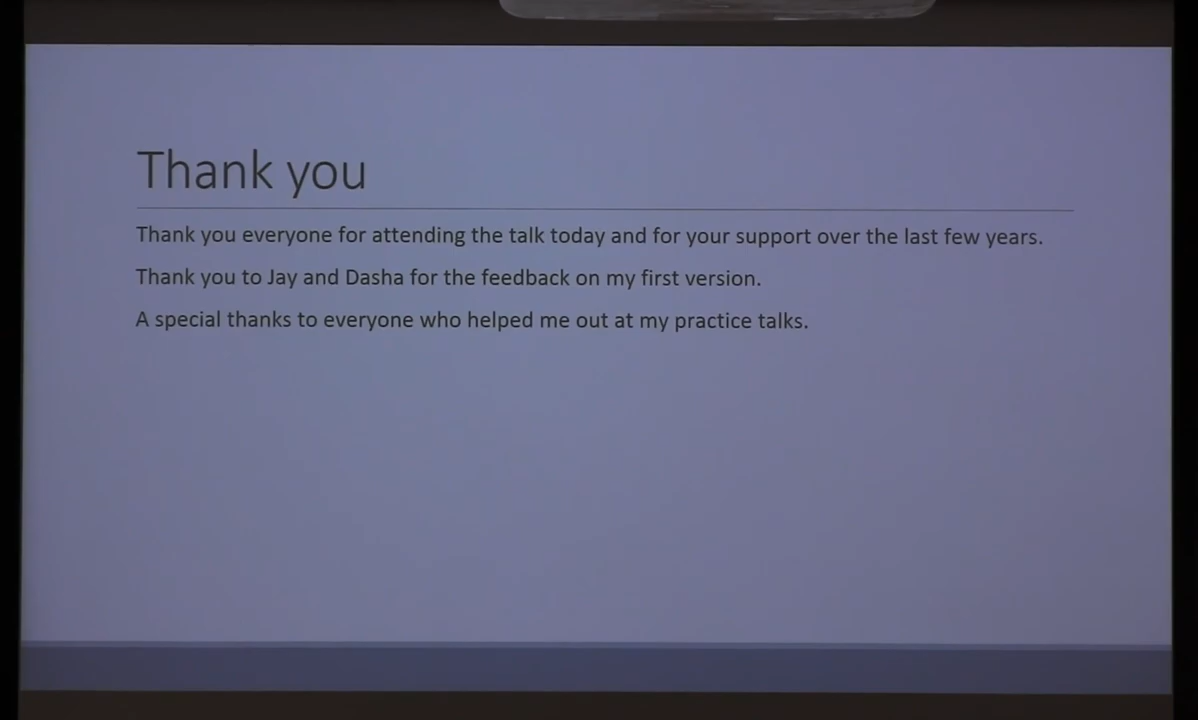 Thank you
Thank you everyone for attending the talk today and for your support over the last few years.
Thank you to Jay and Dasha for the feedback on my first version.
A special thanks to everyone who helped me out at my practice talks.